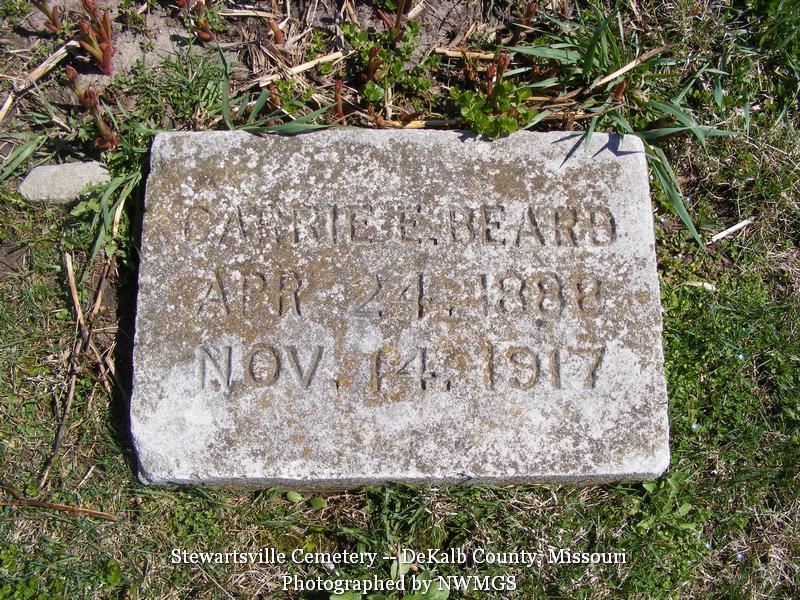 CARRIE E. BEARD
APR 24, 1888
NOV. 14, 1917
Stewartsville Cemetery -- DeKalb County, Missouri
Photographed by NWMGS